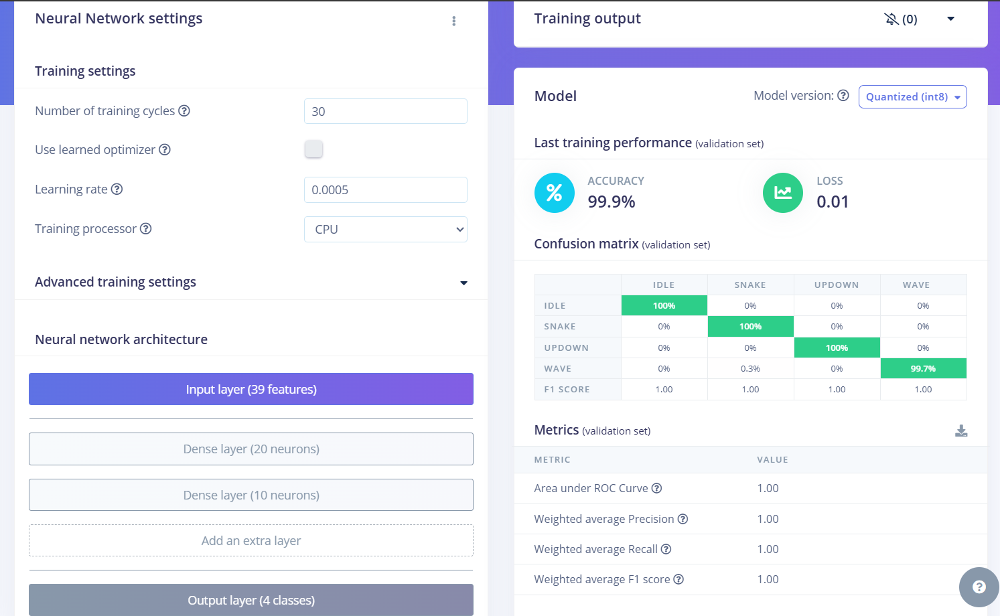 Neural Network settings
Training settings
Number of training cycles
30
Use learned optimizer
Learning rate
0.0005
Training processor
CPU
Advanced training settings
Neural network architecture
Input layer (39 features)
Dense layer (20 neurons)
Dense layer (10 neurons)
Add an extra layer
Output layer (4 classes)
Training output
(0)
Model
Model version: Quantized (int8)
Last training performance (validation set)
%
ACCURACY
99.9%
LOSS
0.01
Confusion matrix (validation set)
IDLE SNAKE UPDOWN WAVE
IDLE 100% 0% 0% 0%
SNAKE 0% 100% 0% 0%
UPDOWN 0% 0% 100% 0%
WAVE 0% 0.3% 0% 99.7%
F1 SCORE 1.00 1.00 1.00 1.00
Metrics (validation set)
METRIC VALUE
Area under ROC Curve 1.00
Weighted average Precision 1.00
Weighted average Recall 1.00
Weighted average F1 score 1.00